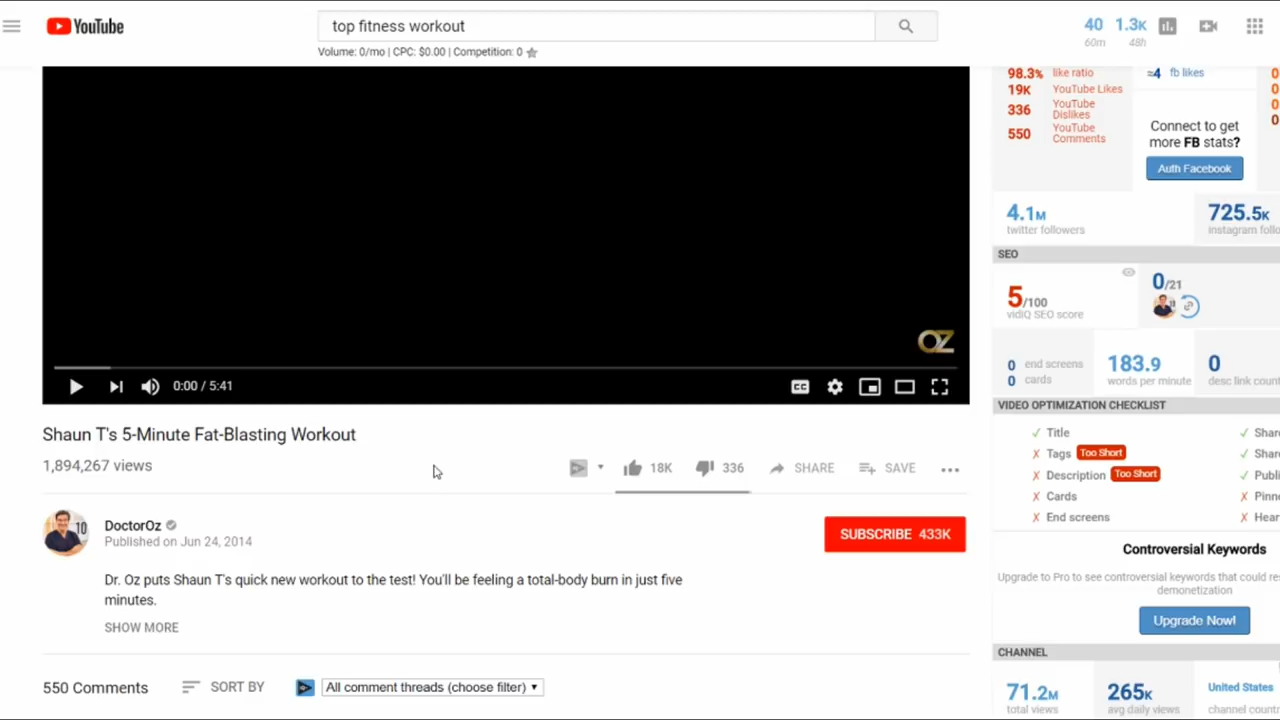 YouTube
top fitness workout
40
60m
1.3K
48h
Volume: 0/mo | CPC: $0.00 | Competition: 0
98.3% like ratio
19K YouTube Likes
336 YouTube
Dislikes
550 YouTube
Comments
≈4 fb likes
Connect to get
more FB stats?
Auth Facebook
4.1M
twitter followers
725.5K
instagram follo
SEO
5/100
vidIQ SEO score
0/21
0 end screens
0 cards
183.9
words per minute
0
desc link count
VIDEO OPTIMIZATION CHECKLIST
✓ Title
✗ Tags Too Short
✗ Description Too Short
✗ Cards
✗ End screens
✓ Share
✓ Share
✓ Publi
✗ Pinne
✗ Hear
Controversial Keywords
Upgrade to Pro to see controversial keywords that could re
demonetization
Upgrade Now!
CHANNEL
71.2M
total views
265K
avg daily views
United States
channel count
OZ
0:00 / 5:41
CC
Shaun T's 5-Minute Fat-Blasting Workout
1,894,267 views
18K
336
SHARE
SAVE
10
DoctorOz
Published on Jun 24, 2014
SUBSCRIBE 433K
Dr. Oz puts Shaun T's quick new workout to the test! You'll be feeling a total-body burn in just five
minutes.
SHOW MORE
550 Comments
SORT BY
All comment threads (choose filter)